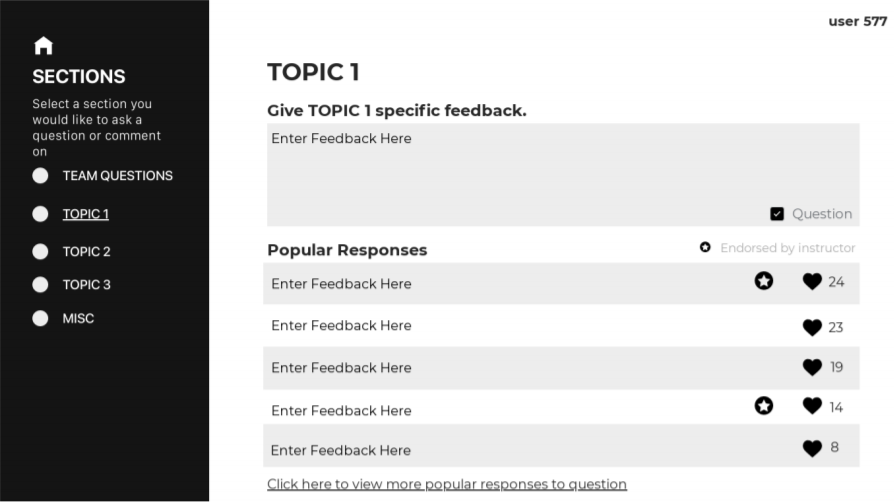 user 577
SECTIONS
Select a section you
would like to ask a
question or comment
on
TEAM QUESTIONS
TOPIC 1
TOPIC 2
TOPIC 3
MISC
TOPIC 1
Give TOPIC 1 specific feedback.
Enter Feedback Here
Question
Popular Responses
Endorsed by instructor
Enter Feedback Here 24
Enter Feedback Here 23
Enter Feedback Here 19
Enter Feedback Here 14
Enter Feedback Here 8
Click here to view more popular responses to question